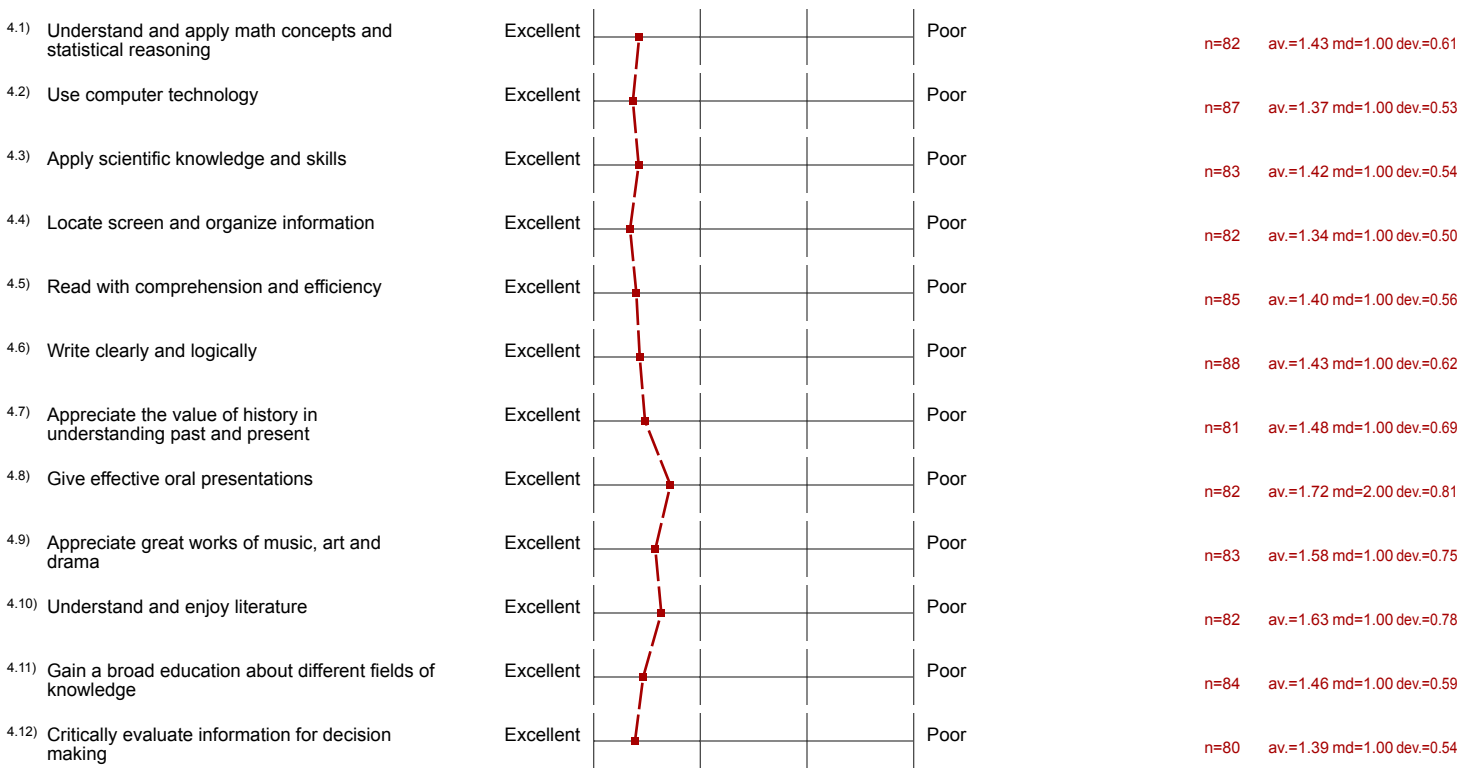 4.1) Understand and apply math concepts and statistical reasoning Excellent Poor n=82 av.=1.43 md=1.00 dev.=0.61
4.2) Use computer technology Excellent Poor n=87 av.=1.37 md=1.00 dev.=0.53
4.3) Apply scientific knowledge and skills Excellent Poor n=83 av.=1.42 md=1.00 dev.=0.54
4.4) Locate screen and organize information Excellent Poor n=82 av.=1.34 md=1.00 dev.=0.50
4.5) Read with comprehension and efficiency Excellent Poor n=85 av.=1.40 md=1.00 dev.=0.56
4.6) Write clearly and logically Excellent Poor n=88 av.=1.43 md=1.00 dev.=0.62
4.7) Appreciate the value of history in understanding past and present Excellent Poor n=81 av.=1.48 md=1.00 dev.=0.69
4.8) Give effective oral presentations Excellent Poor n=82 av.=1.72 md=2.00 dev.=0.81
4.9) Appreciate great works of music, art and drama Excellent Poor n=83 av.=1.58 md=1.00 dev.=0.75
4.10) Understand and enjoy literature Excellent Poor n=82 av.=1.63 md=1.00 dev.=0.78
4.11) Gain a broad education about different fields of knowledge Excellent Poor n=84 av.=1.46 md=1.00 dev.=0.59
4.12) Critically evaluate information for decision making Excellent Poor n=80 av.=1.39 md=1.00 dev.=0.54